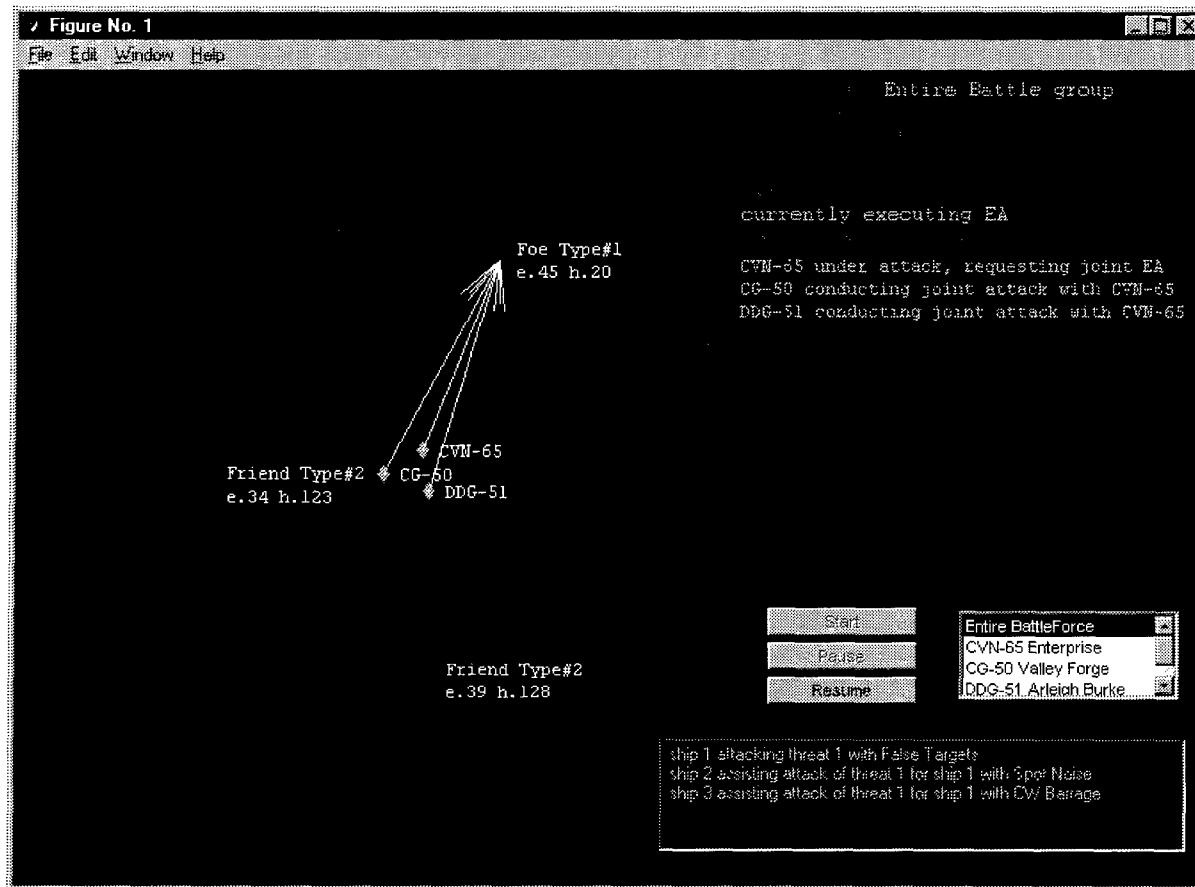 Figure No. 1
File Edit Window Help
Entire Battle group
currently executing EA
Foe Type#1
e.45 h.20
CVN-65 under attack, requesting joint EA
CG-50 conducting joint attack with CVN-65
DDG-51 conducting joint attack with CVN-65
CVN-65
Friend Type#2
e.34 h.123
CG-50
DDG-51
Friend Type#2
e.39 h.128
Start
Pause
Resume
Entire BattleForce
CVN-65 Enterprise
CG-50 Valley Forge
DDG-51 Arleigh Burke
ship 1 attacking threat 1 with False Targets
ship 2 assisting attack of threat 1 for ship 1 with Spot Noise
ship 3 assisting attack of threat 1 for ship 1 with CW Barrage